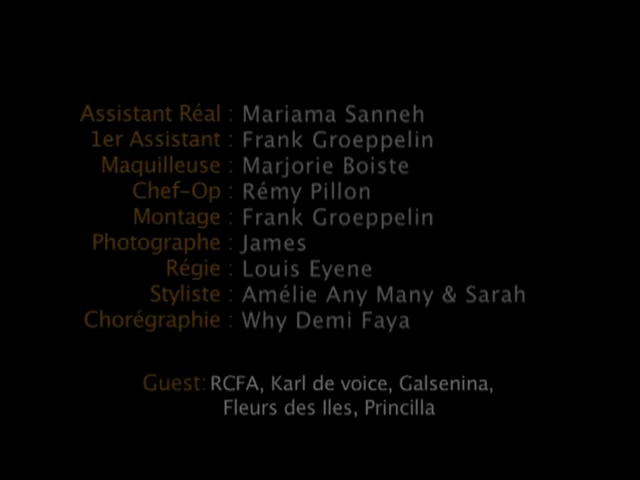 Assistant Réal : Mariama Sanneh
1er Assistant : Frank Groeppelin
Maquilleuse : Marjorie Boiste
Chef-Op : Rémy Pillon
Montage : Frank Groeppelin
Photographe : James
Régie : Louis Eyene
Styliste : Amélie Any Many & Sarah
Chorégraphie : Why Demi Faya
Guest: RCFA, Karl de voice, Galsenina,
Fleurs des Iles, Princilla